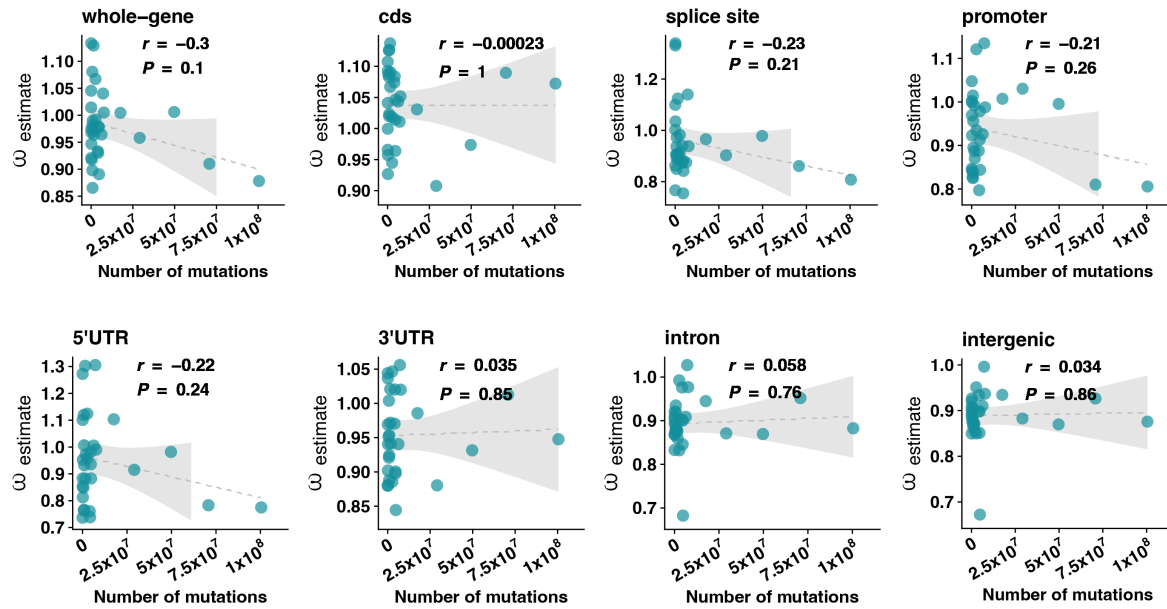 whole−gene
r = −0.3
P = 0.1
1.10
1.05
1.00
0.95
0.90
0.85
ω estimate
0
2.5x10⁷
5x10⁷
7.5x10⁷
1x10⁸
Number of mutations
cds
r = −0.00023
P = 1
1.10
1.05
1.00
0.95
0.90
ω estimate
0
2.5x10⁷
5x10⁷
7.5x10⁷
1x10⁸
Number of mutations
splice site
r = −0.23
P = 0.21
1.2
1.0
0.8
ω estimate
0
2.5x10⁷
5x10⁷
7.5x10⁷
1x10⁸
Number of mutations
promoter
r = −0.21
P = 0.26
1.1
1.0
0.9
0.8
ω estimate
0
2.5x10⁷
5x10⁷
7.5x10⁷
1x10⁸
Number of mutations
5'UTR
r = −0.22
P = 0.24
1.3
1.2
1.1
1.0
0.9
0.8
0.7
ω estimate
0
2.5x10⁷
5x10⁷
7.5x10⁷
1x10⁸
Number of mutations
3'UTR
r = 0.035
P = 0.85
1.05
1.00
0.95
0.90
0.85
ω estimate
0
2.5x10⁷
5x10⁷
7.5x10⁷
1x10⁸
Number of mutations
intron
r = 0.058
P = 0.76
1.0
0.9
0.8
0.7
ω estimate
0
2.5x10⁷
5x10⁷
7.5x10⁷
1x10⁸
Number of mutations
intergenic
r = 0.034
P = 0.86
1.0
0.9
0.8
0.7
ω estimate
0
2.5x10⁷
5x10⁷
7.5x10⁷
1x10⁸
Number of mutations